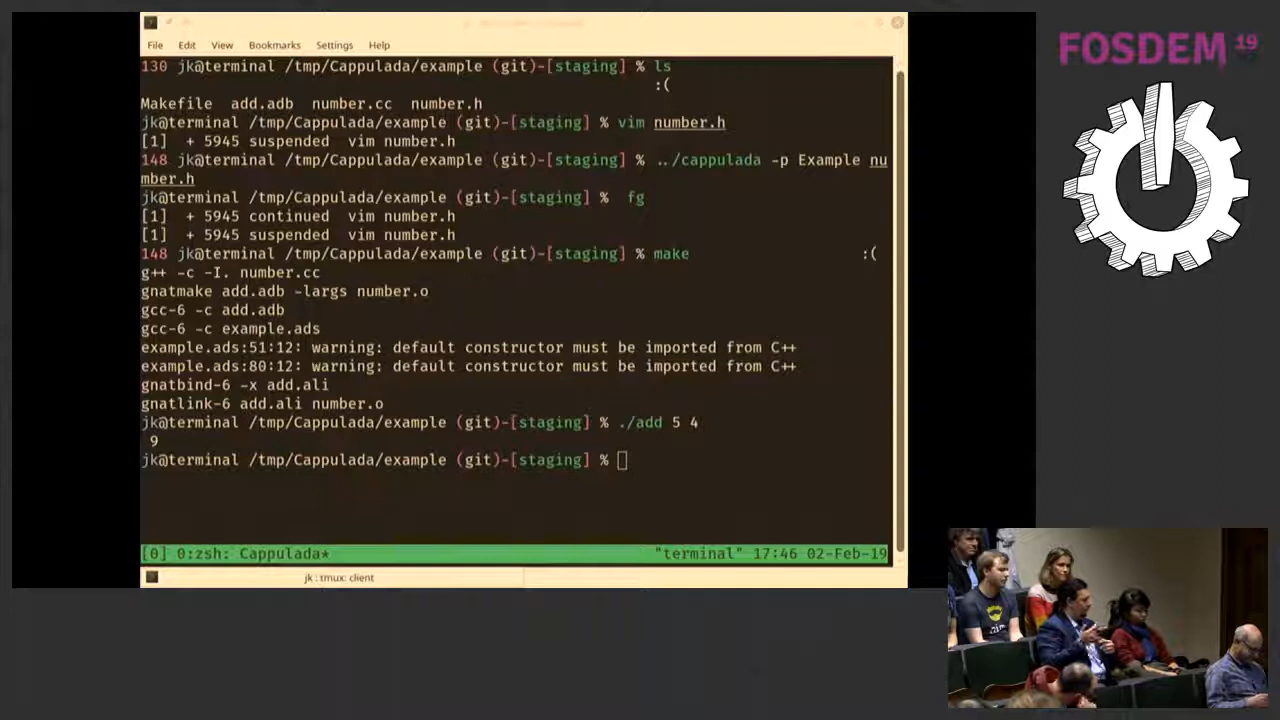 File Edit View Bookmarks Settings Help
130 jk@terminal /tmp/Cappulada/example (git)-[staging] % ls
:(
Makefile add.adb number.cc number.h
jk@terminal /tmp/Cappulada/example (git)-[staging] % vim number.h
[1] + 5945 suspended vim number.h
148 jk@terminal /tmp/Cappulada/example (git)-[staging] % ../cappulada -p Example nu
mber.h
jk@terminal /tmp/Cappulada/example (git)-[staging] % fg
[1] + 5945 continued vim number.h
[1] + 5945 suspended vim number.h
148 jk@terminal /tmp/Cappulada/example (git)-[staging] % make :(
g++ -c -I. number.cc
gnatmake add.adb -largs number.o
gcc-6 -c add.adb
gcc-6 -c example.ads
example.ads:51:12: warning: default constructor must be imported from C++
example.ads:80:12: warning: default constructor must be imported from C++
gnatbind-6 -x add.ali
gnatlink-6 add.ali number.o
jk@terminal /tmp/Cappulada/example (git)-[staging] % ./add 5 4
9
jk@terminal /tmp/Cappulada/example (git)-[staging] %
[0] 0:zsh: Cappulada* "terminal" 17:46 02-Feb-19
jk : tmux: client
FOSDEM 19